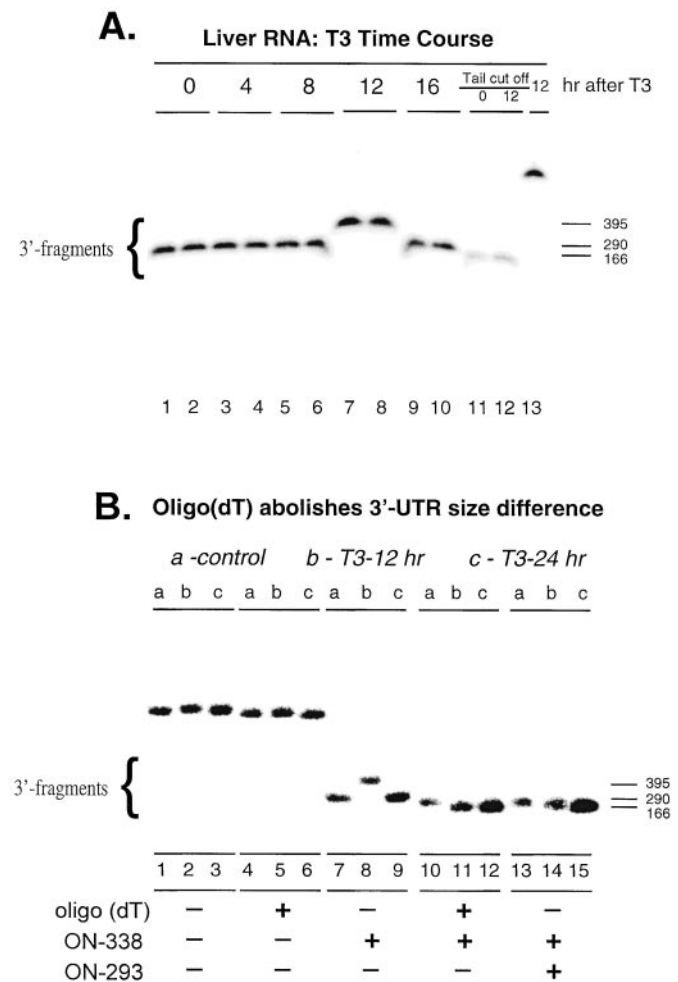 A.
Liver RNA: T3 Time Course
0 4 8 12 16 Tail cut off 12 hr after T3
0 12
3'-fragments {
395
290
166
1 2 3 4 5 6 7 8 9 10 11 12 13
B. Oligo(dT) abolishes 3'-UTR size difference
a -control b - T3-12 hr c - T3-24 hr
a b c a b c a b c a b c a b c
3'-fragments {
395
290
166
1 2 3 4 5 6 7 8 9 10 11 12 13 14 15
oligo (dT) – + – + –
ON-338 – – + + +
ON-293 – – – – +